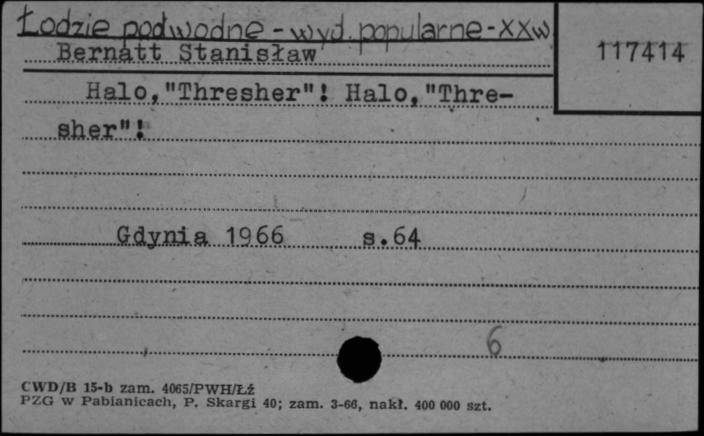 Łodzie podwodne - wyd. popularne - XXw
Bernatt Stanisław
117414
Halo,"Thresher"! Halo,"Thre-
sher"!
Gdynia 1966 s.64
6
CWD/B 15-b zam. 4065/PWH/Łź
PZG w Pabianicach, P. Skargi 40; zam. 3-66, nakł. 400 000 szt.